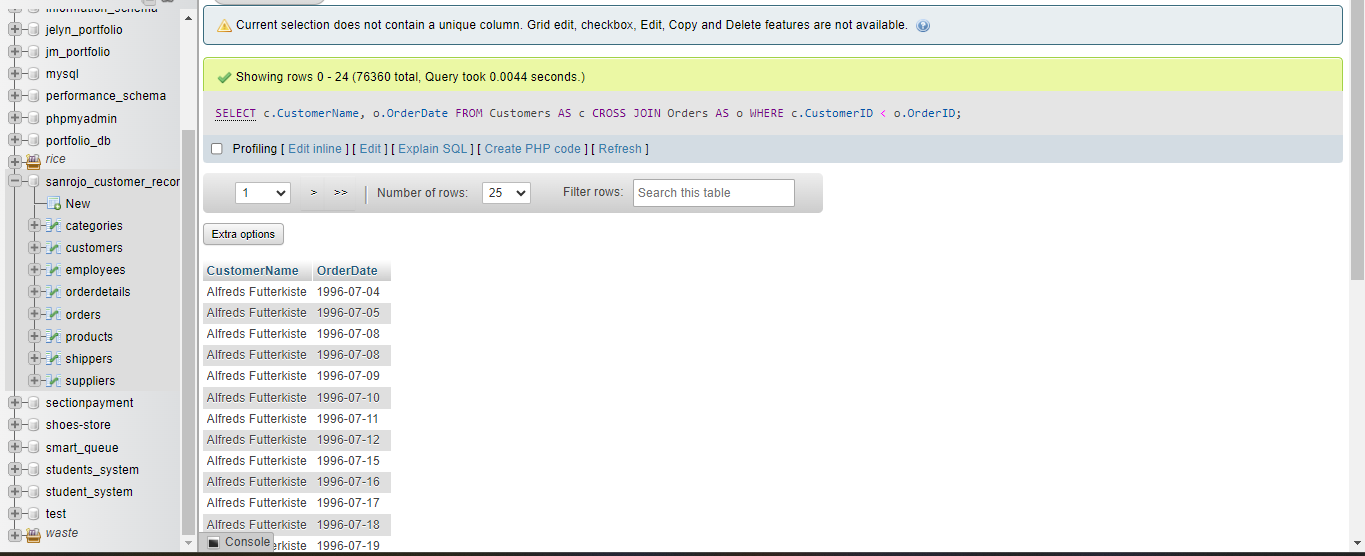 information_schema
jelyn_portfolio
jm_portfolio
mysql
performance_schema
phpmyadmin
portfolio_db
rice
sanrojo_customer_recor
New
categories
customers
employees
orderdetails
orders
products
shippers
suppliers
sectionpayment
shoes-store
smart_queue
students_system
student_system
test
waste
Current selection does not contain a unique column. Grid edit, checkbox, Edit, Copy and Delete features are not available.
Showing rows 0 - 24 (76360 total, Query took 0.0044 seconds.)
SELECT c.CustomerName, o.OrderDate FROM Customers AS c CROSS JOIN Orders AS o WHERE c.CustomerID < o.OrderID;
Profiling [ Edit inline ] [ Edit ] [ Explain SQL ] [ Create PHP code ] [ Refresh ]
1 > >> | Number of rows: 25 Filter rows: Search this table
Extra options
CustomerName OrderDate
Alfreds Futterkiste 1996-07-04
Alfreds Futterkiste 1996-07-05
Alfreds Futterkiste 1996-07-08
Alfreds Futterkiste 1996-07-08
Alfreds Futterkiste 1996-07-09
Alfreds Futterkiste 1996-07-10
Alfreds Futterkiste 1996-07-11
Alfreds Futterkiste 1996-07-12
Alfreds Futterkiste 1996-07-15
Alfreds Futterkiste 1996-07-16
Alfreds Futterkiste 1996-07-17
Alfreds Futterkiste 1996-07-18
Console erkiste 1996-07-19